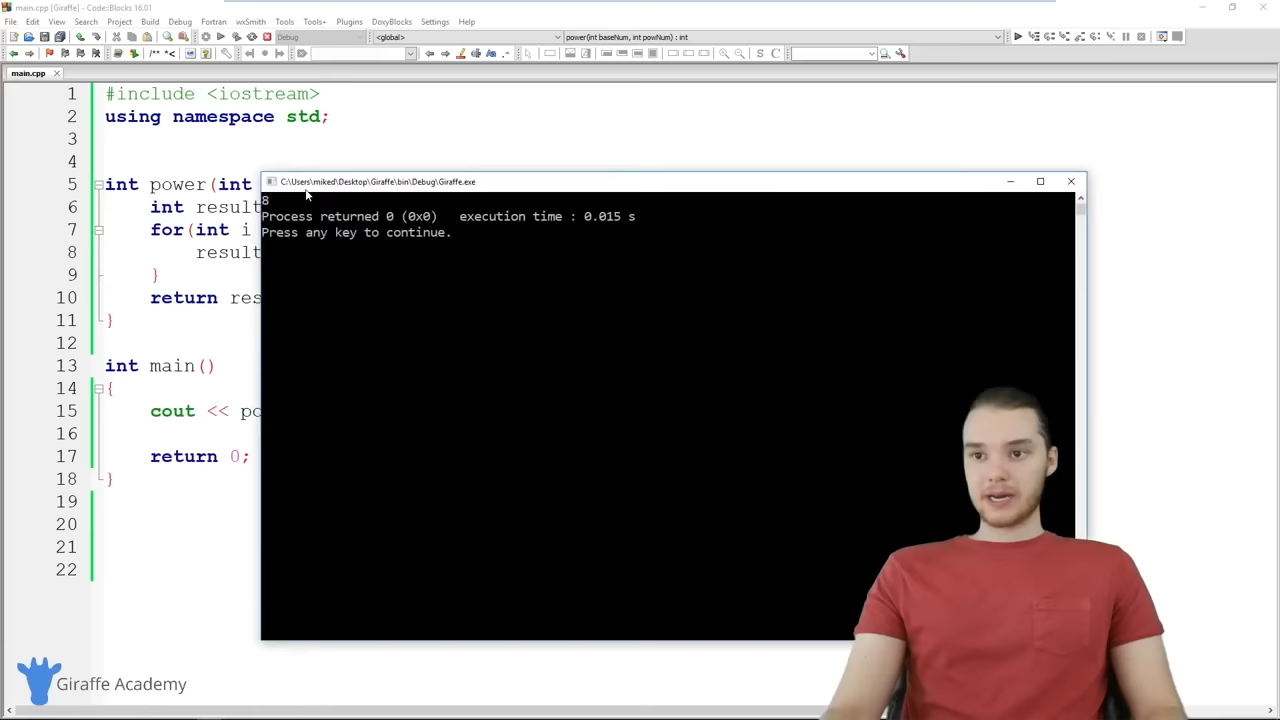 main.cpp [Giraffe] - Code::Blocks 16.01
File Edit View Search Project Build Debug Fortran wxSmith Tools Tools+ Plugins DoxyBlocks Settings Help
Debug <global> power(int baseNum, int powNum) : int
main.cpp
1 #include <iostream>
2 using namespace std;
3
4
5 int power(int
6 int result
7 for(int i
8 result
9 }
10 return res
11 }
12
13 int main()
14 {
15 cout << po
16
17 return 0;
18 }
19
20
21
22
C:\Users\miked\Desktop\Giraffe\bin\Debug\Giraffe.exe
8
Process returned 0 (0x0) execution time : 0.015 s
Press any key to continue.
Giraffe Academy